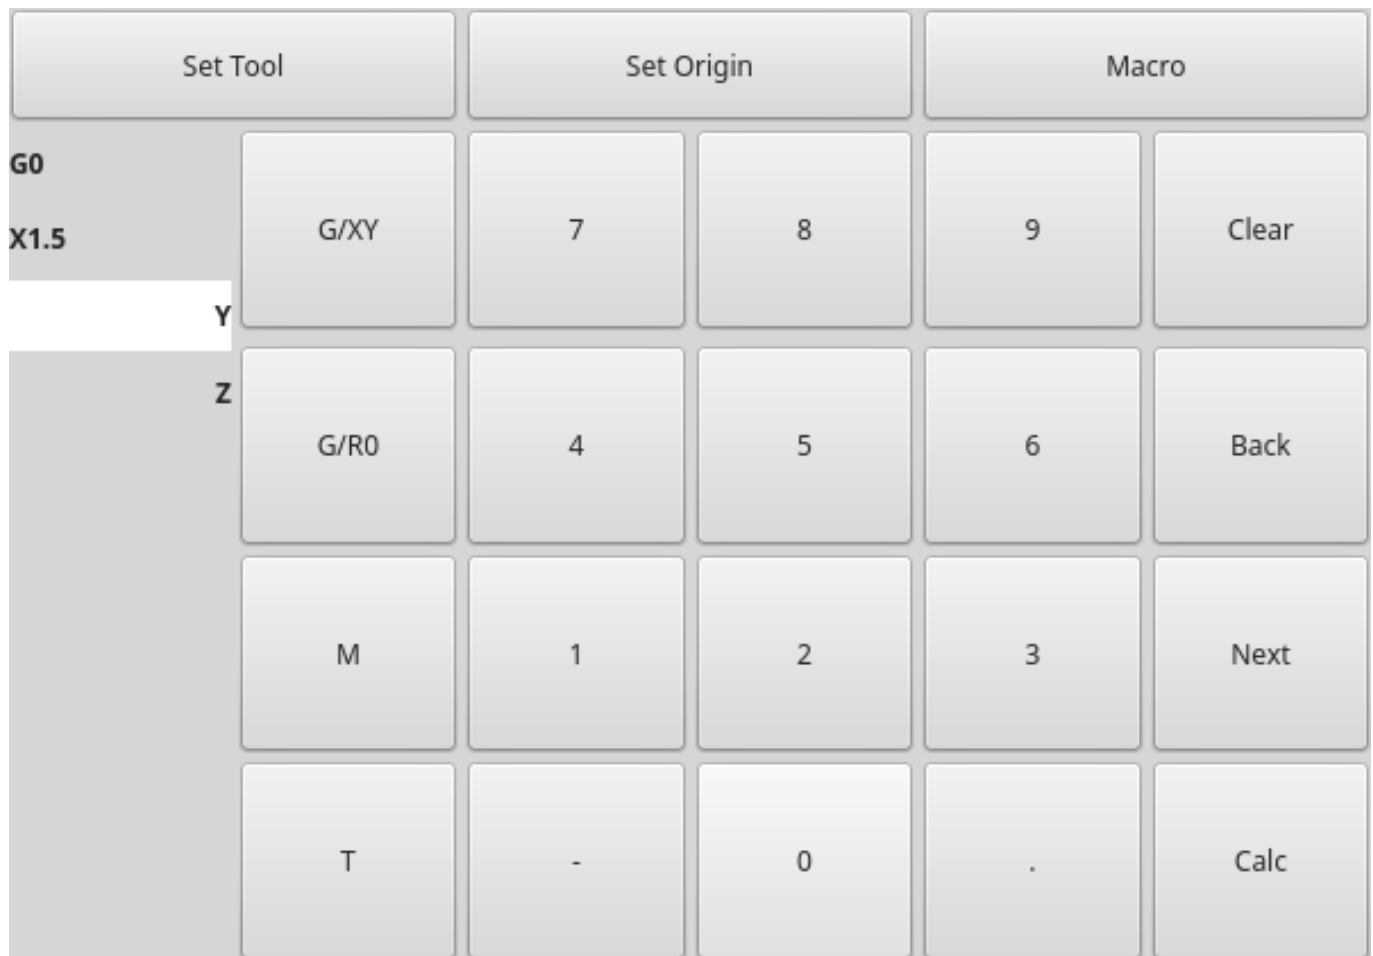 Set Tool Set Origin Macro
G0
X1.5
Y
Z
G/XY 7 8 9 Clear
G/R0 4 5 6 Back
M 1 2 3 Next
T - 0 . Calc